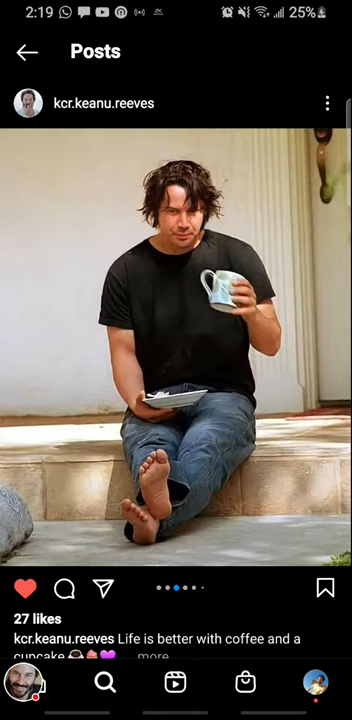 2:19 25%
Posts
kcr.keanu.reeves
27 likes
kcr.keanu.reeves Life is better with coffee and a
cupcake ☕🧁💜 ... more